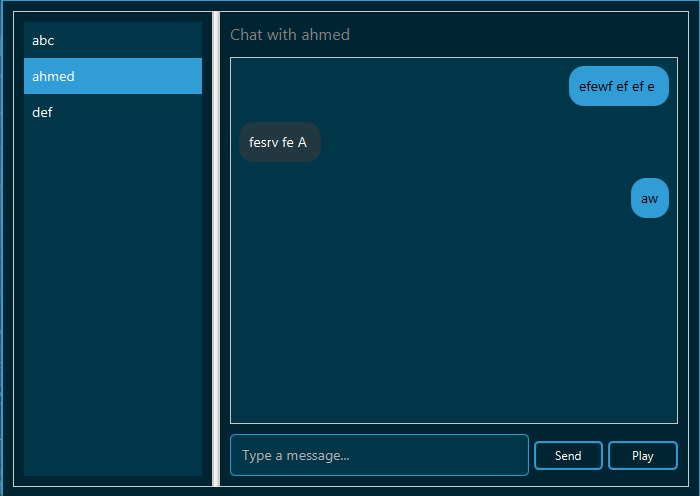 abc
ahmed
def
Chat with ahmed
efewf ef ef e
fesrv fe A
aw
Type a message...
Send
Play